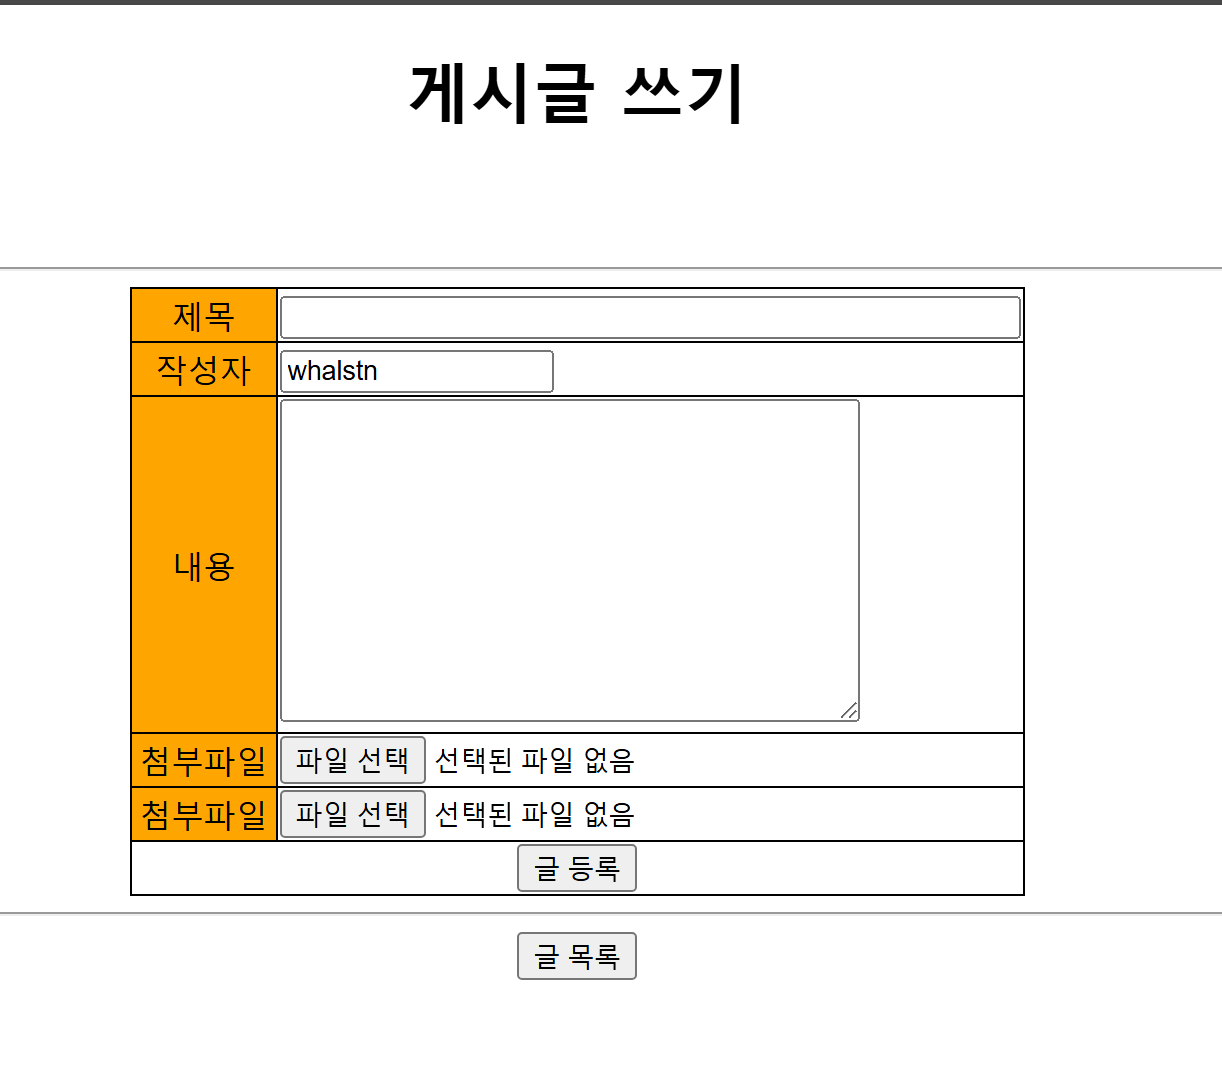 게시글 쓰기
제목
작성자 whalstn
내용
첨부파일 파일 선택 선택된 파일 없음
첨부파일 파일 선택 선택된 파일 없음
글 등록
글 목록